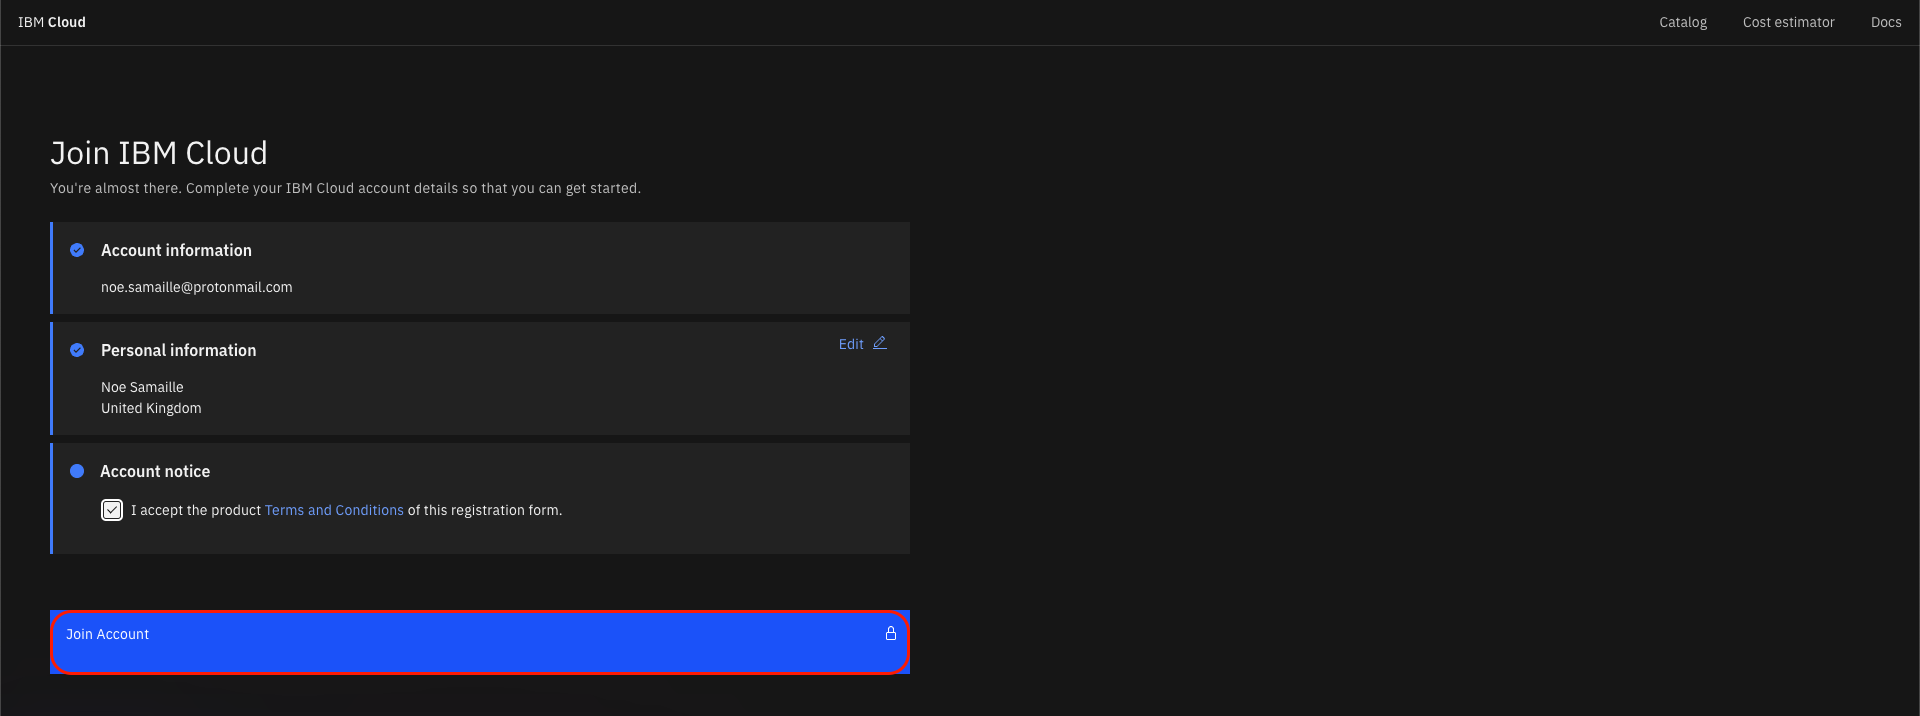 IBM Cloud
Catalog
Cost estimator
Docs
Join IBM Cloud
You're almost there. Complete your IBM Cloud account details so that you can get started.
Account information
noe.samaille@protonmail.com
Personal information
Edit
Noe Samaille
United Kingdom
Account notice
I accept the product Terms and Conditions of this registration form.
Join Account